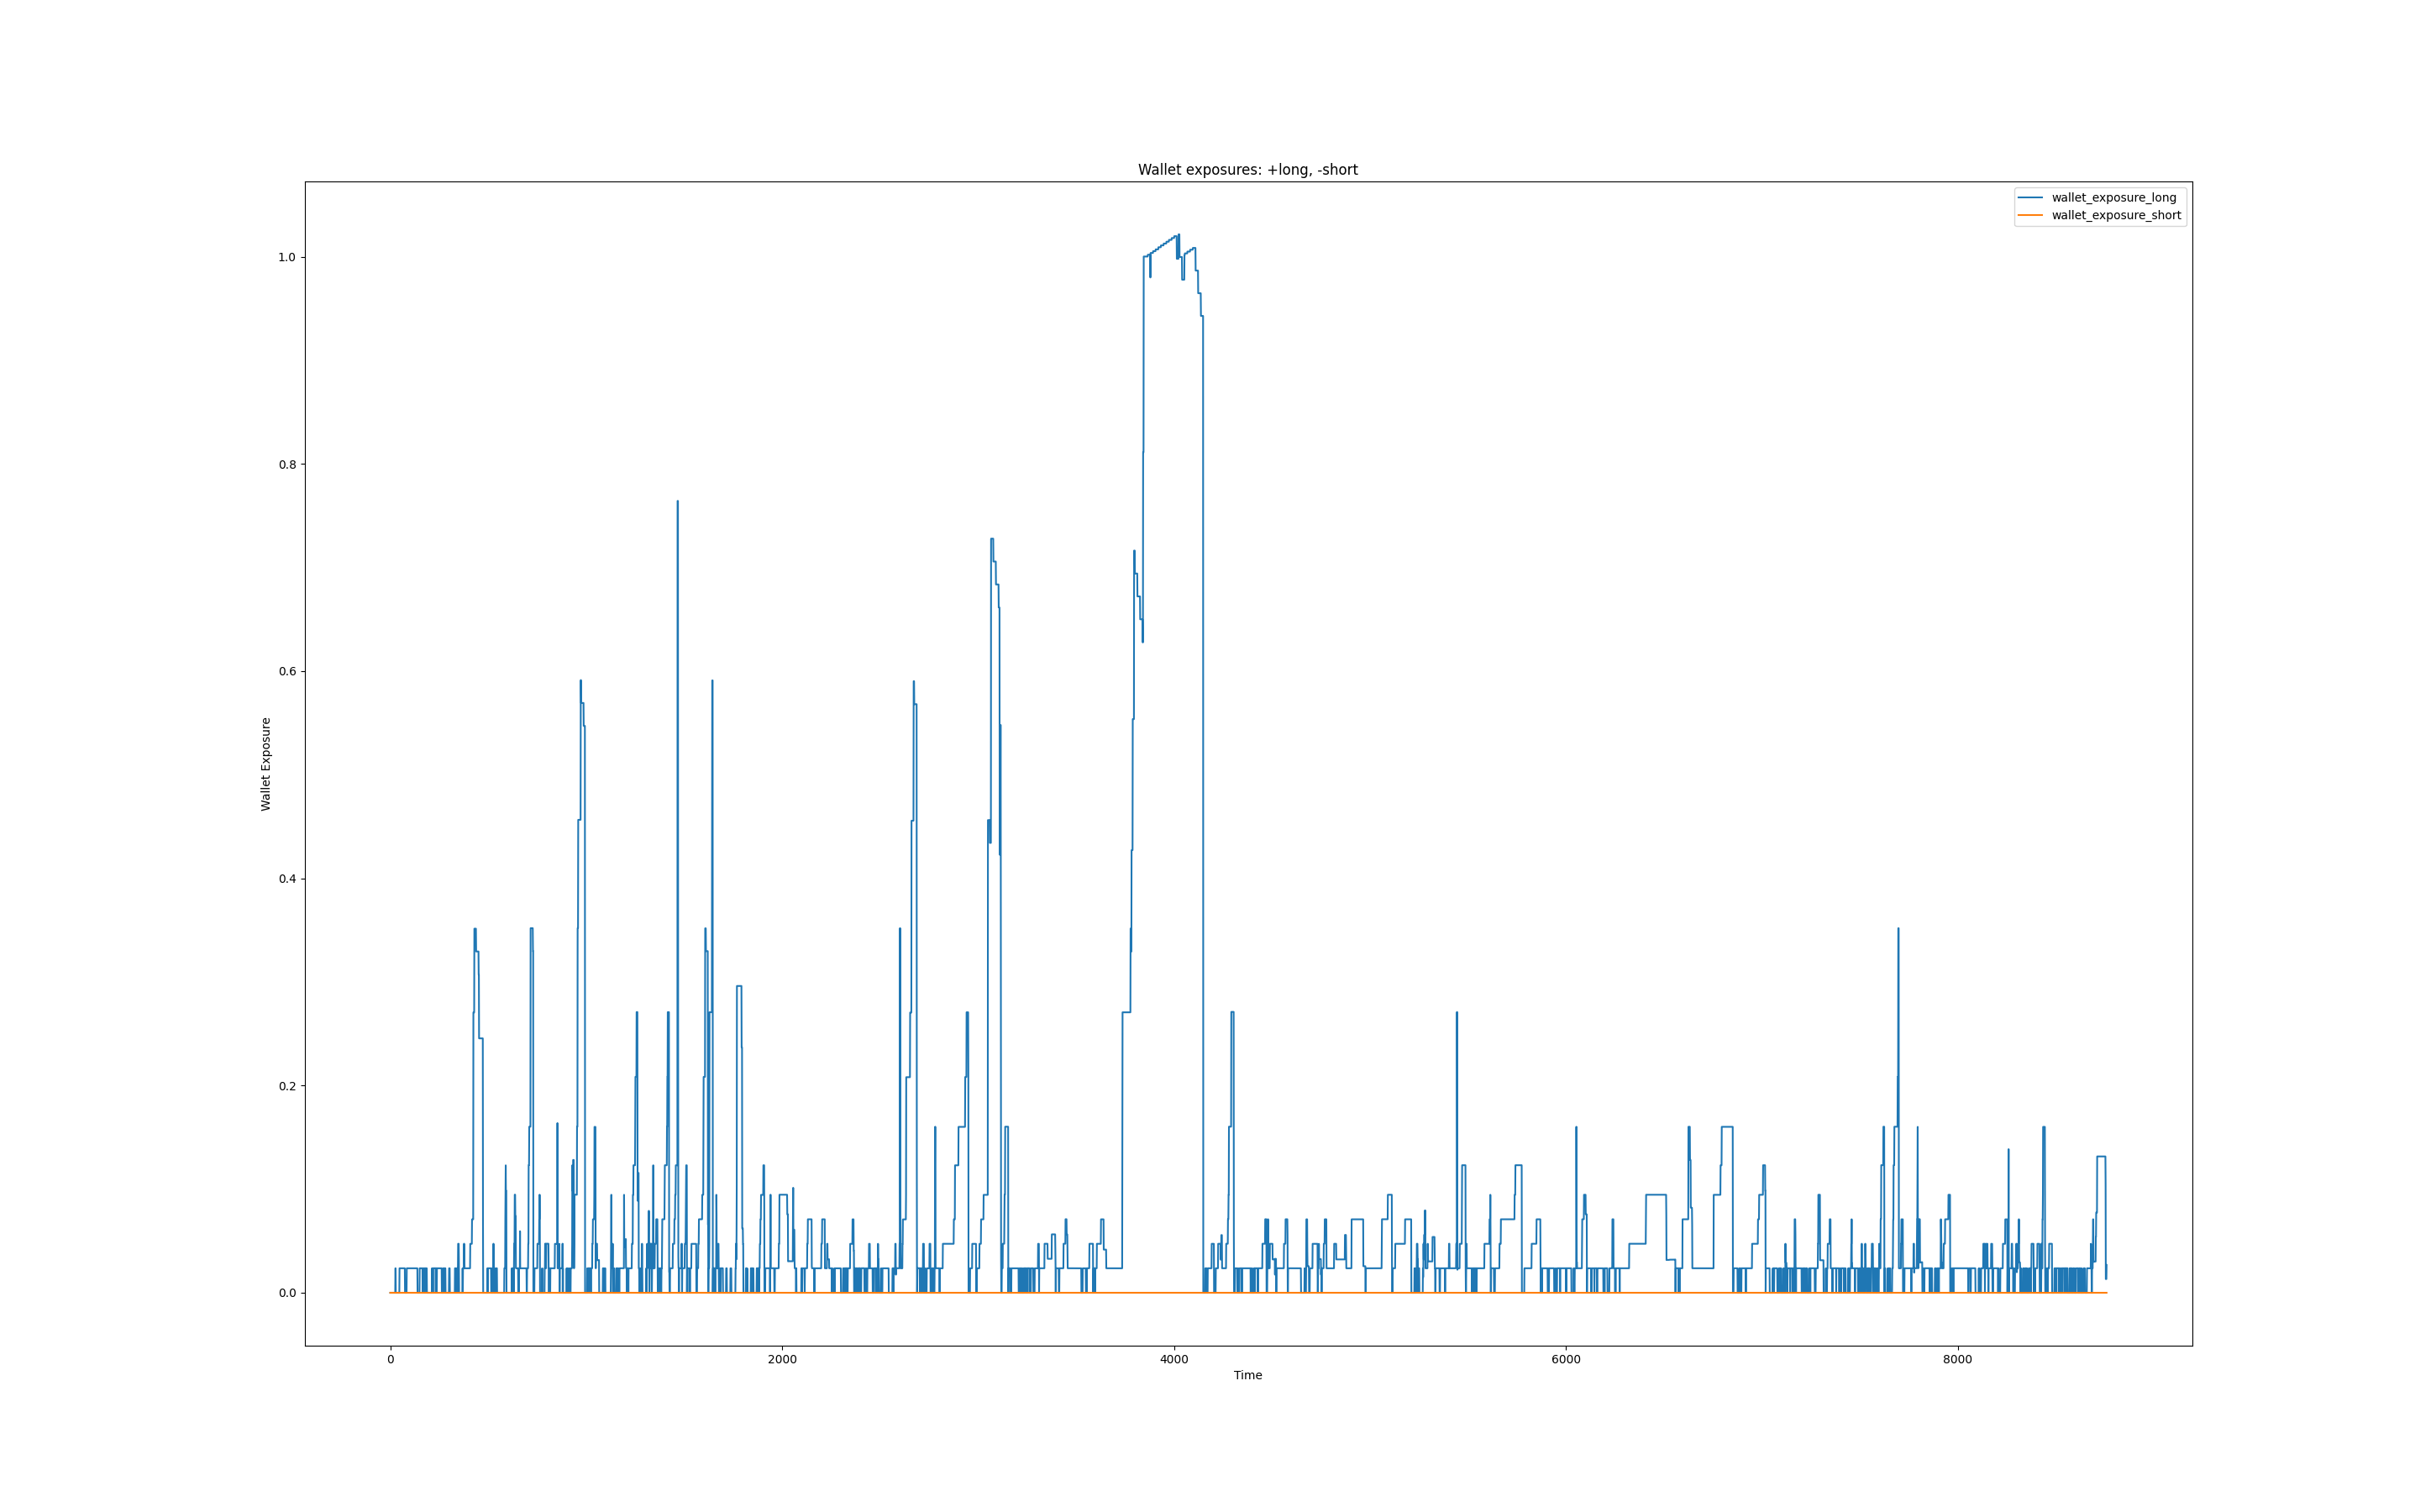 Wallet exposures: +long, -short
wallet_exposure_long
wallet_exposure_short
1.0
0.8
0.6
0.4
0.2
0.0
Wallet Exposure
0 2000 4000 6000 8000
Time